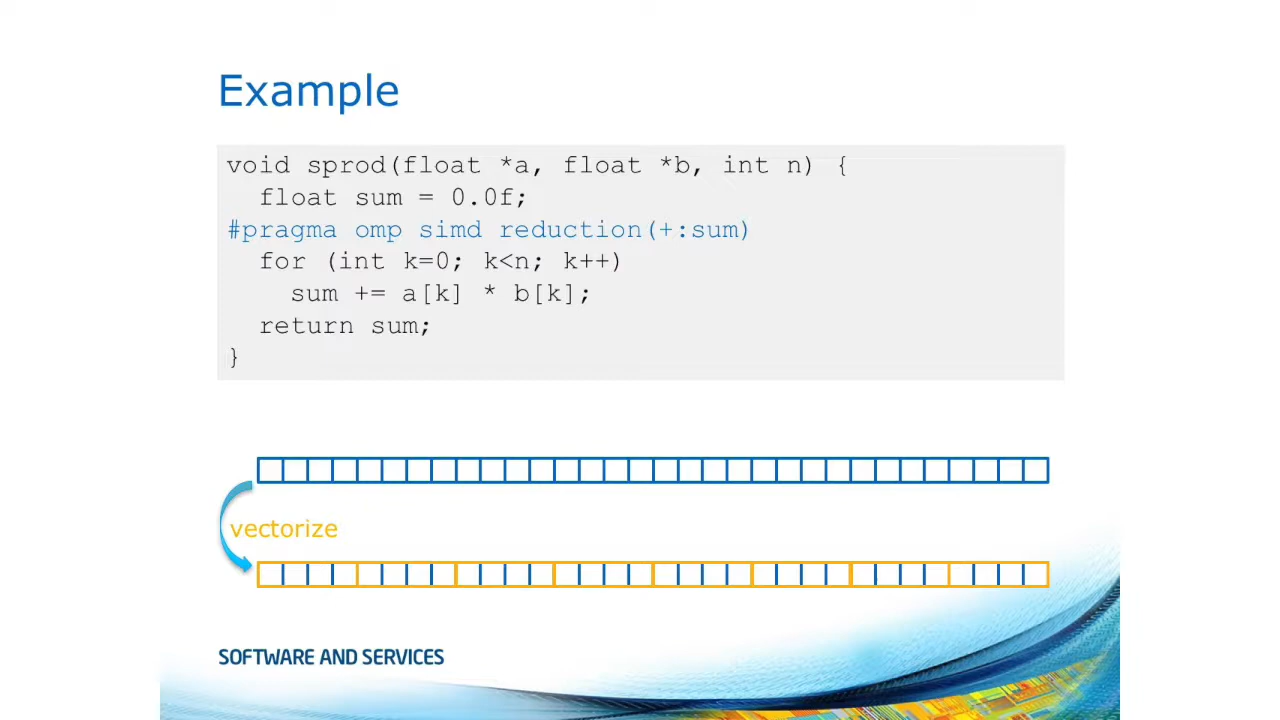 Example
void sprod(float *a, float *b, int n) {
  float sum = 0.0f;
#pragma omp simd reduction(+:sum)
  for (int k=0; k<n; k++)
    sum += a[k] * b[k];
  return sum;
}
vectorize
SOFTWARE AND SERVICES